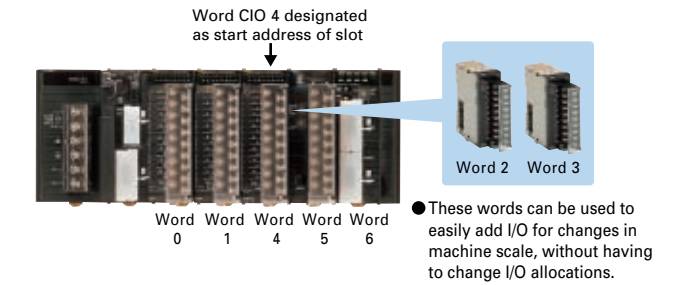 Word CIO 4 designated
as start address of slot
Word 2 Word 3
Word Word Word Word Word
0 1 4 5 6
● These words can be used to
easily add I/O for changes in
machine scale, without having
to change I/O allocations.